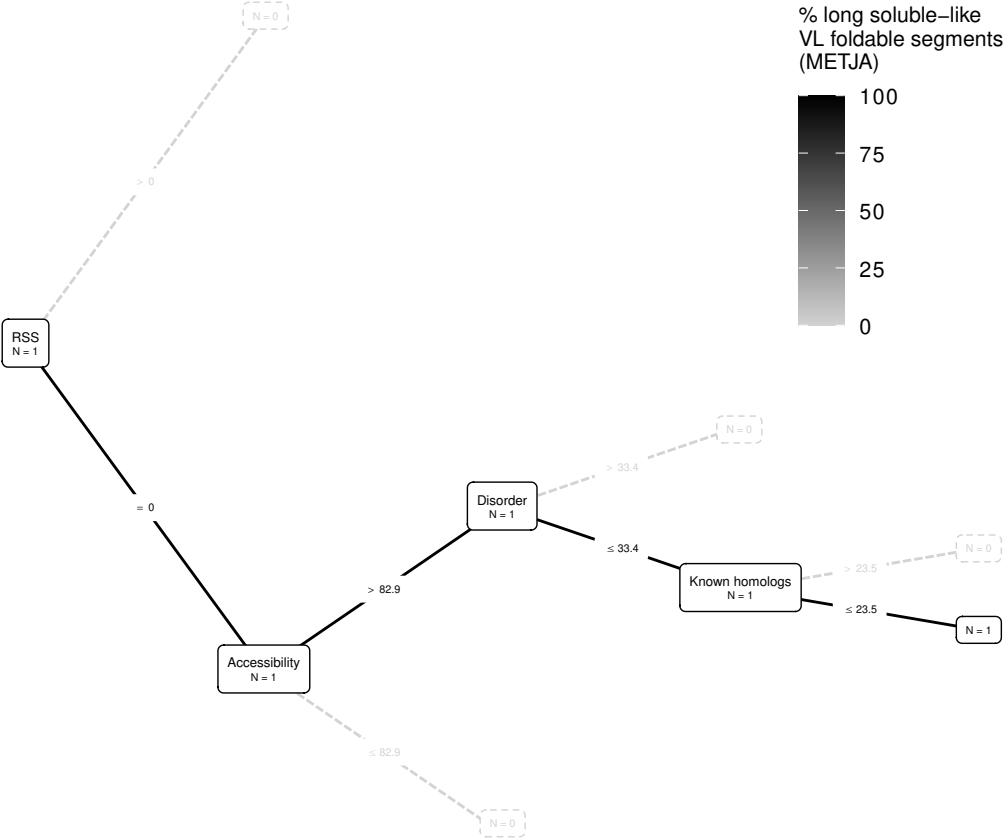 N = 0
% long soluble−like
VL foldable segments
(METJA)
100
75
50
25
0
> 0
RSS
N = 1
= 0
N = 0
> 33.4
Disorder
N = 1
≤ 33.4
N = 0
> 23.5
Known homologs
N = 1
≤ 23.5
N = 1
> 82.9
Accessibility
N = 1
≤ 82.9
N = 0